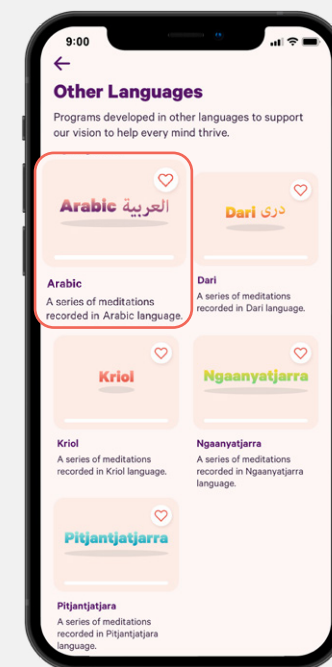 9:00
Other Languages
Programs developed in other languages to support
our vision to help every mind thrive.
Arabic العربية
Arabic
A series of meditations
recorded in Arabic language.
Dari دری
Dari
A series of meditations
recorded in Dari language.
Kriol
Kriol
A series of meditations
recorded in Kriol language.
Ngaanyatjarra
Ngaanyatjarra
A series of meditations
recorded in Ngaanyatjarra
language.
Pitjantjatjarra
Pitjantjatjara
A series of meditations
recorded in Pitjantjatjara
language.